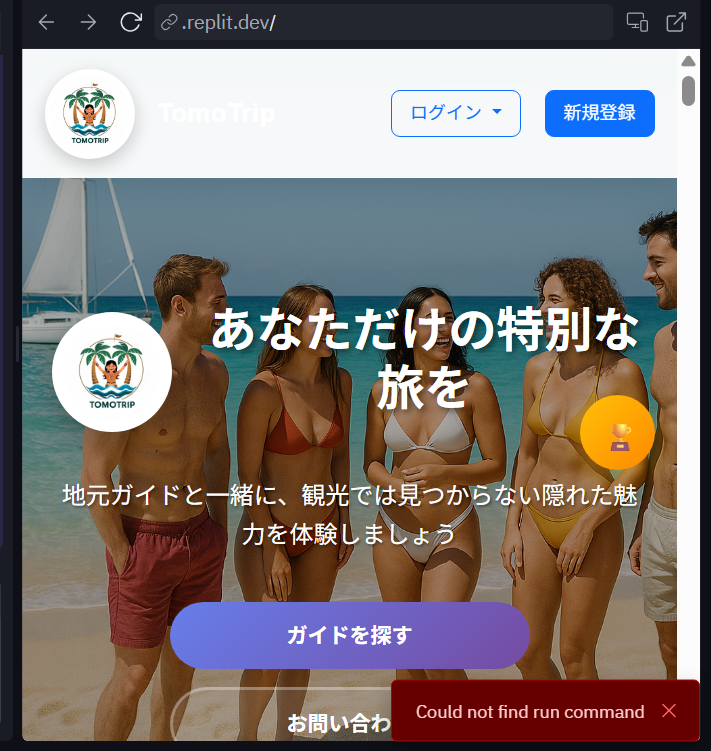 .replit.dev/
TOMOTRIP
TomoTrip
ログイン
新規登録
あなただけの特別な
旅を
TOMOTRIP
地元ガイドと一緒に、観光では見つからない隠れた魅
力を体験しましょう
ガイドを探す
お問い合わ
Could not find run command